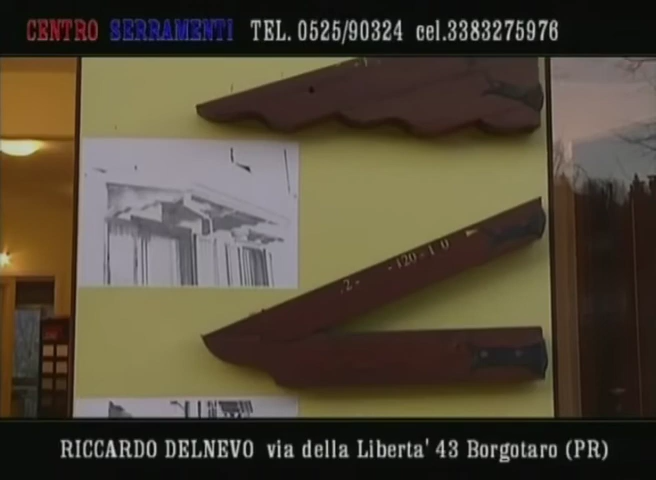 CENTRO SERRAMENTI TEL. 0525/90324 cel.3383275976
RICCARDO DELNEVO via della Liberta' 43 Borgotaro (PR)